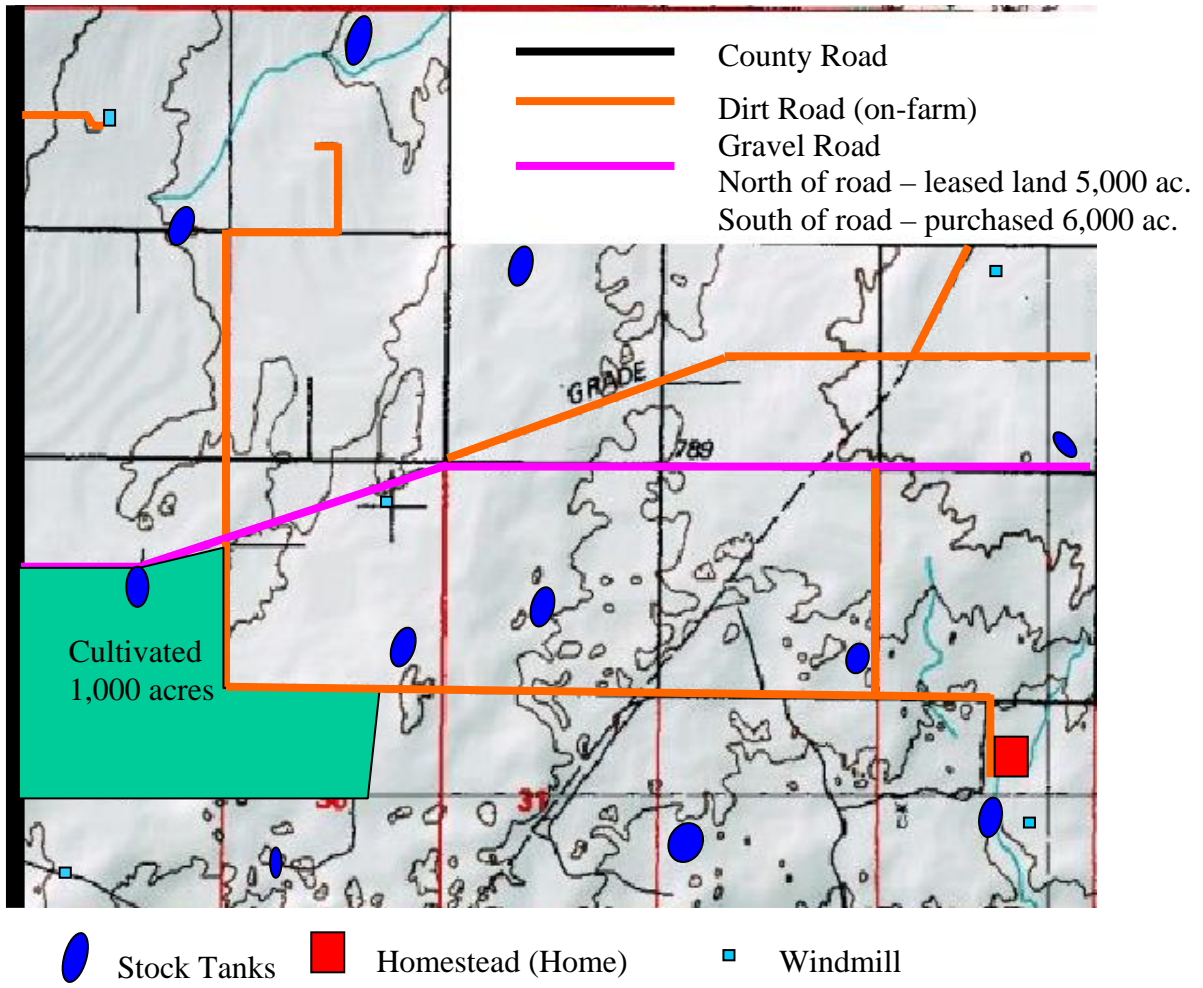 County Road
Dirt Road (on-farm)
Gravel Road
North of road – leased land 5,000 ac.
South of road – purchased 6,000 ac.
GRADE
789
Cultivated
1,000 acres
31
Stock Tanks
Homestead (Home)
Windmill